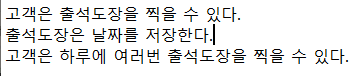 고객은 출석도장을 찍을 수 있다.
출석도장은 날짜를 저장한다.
고객은 하루에 여러번 출석도장을 찍을 수 있다.